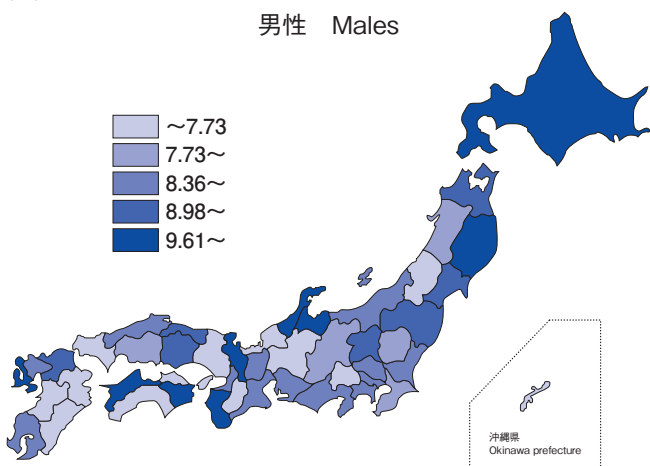 男性 Males
～7.73
7.73～
8.36～
8.98～
9.61～
沖縄県
Okinawa prefecture